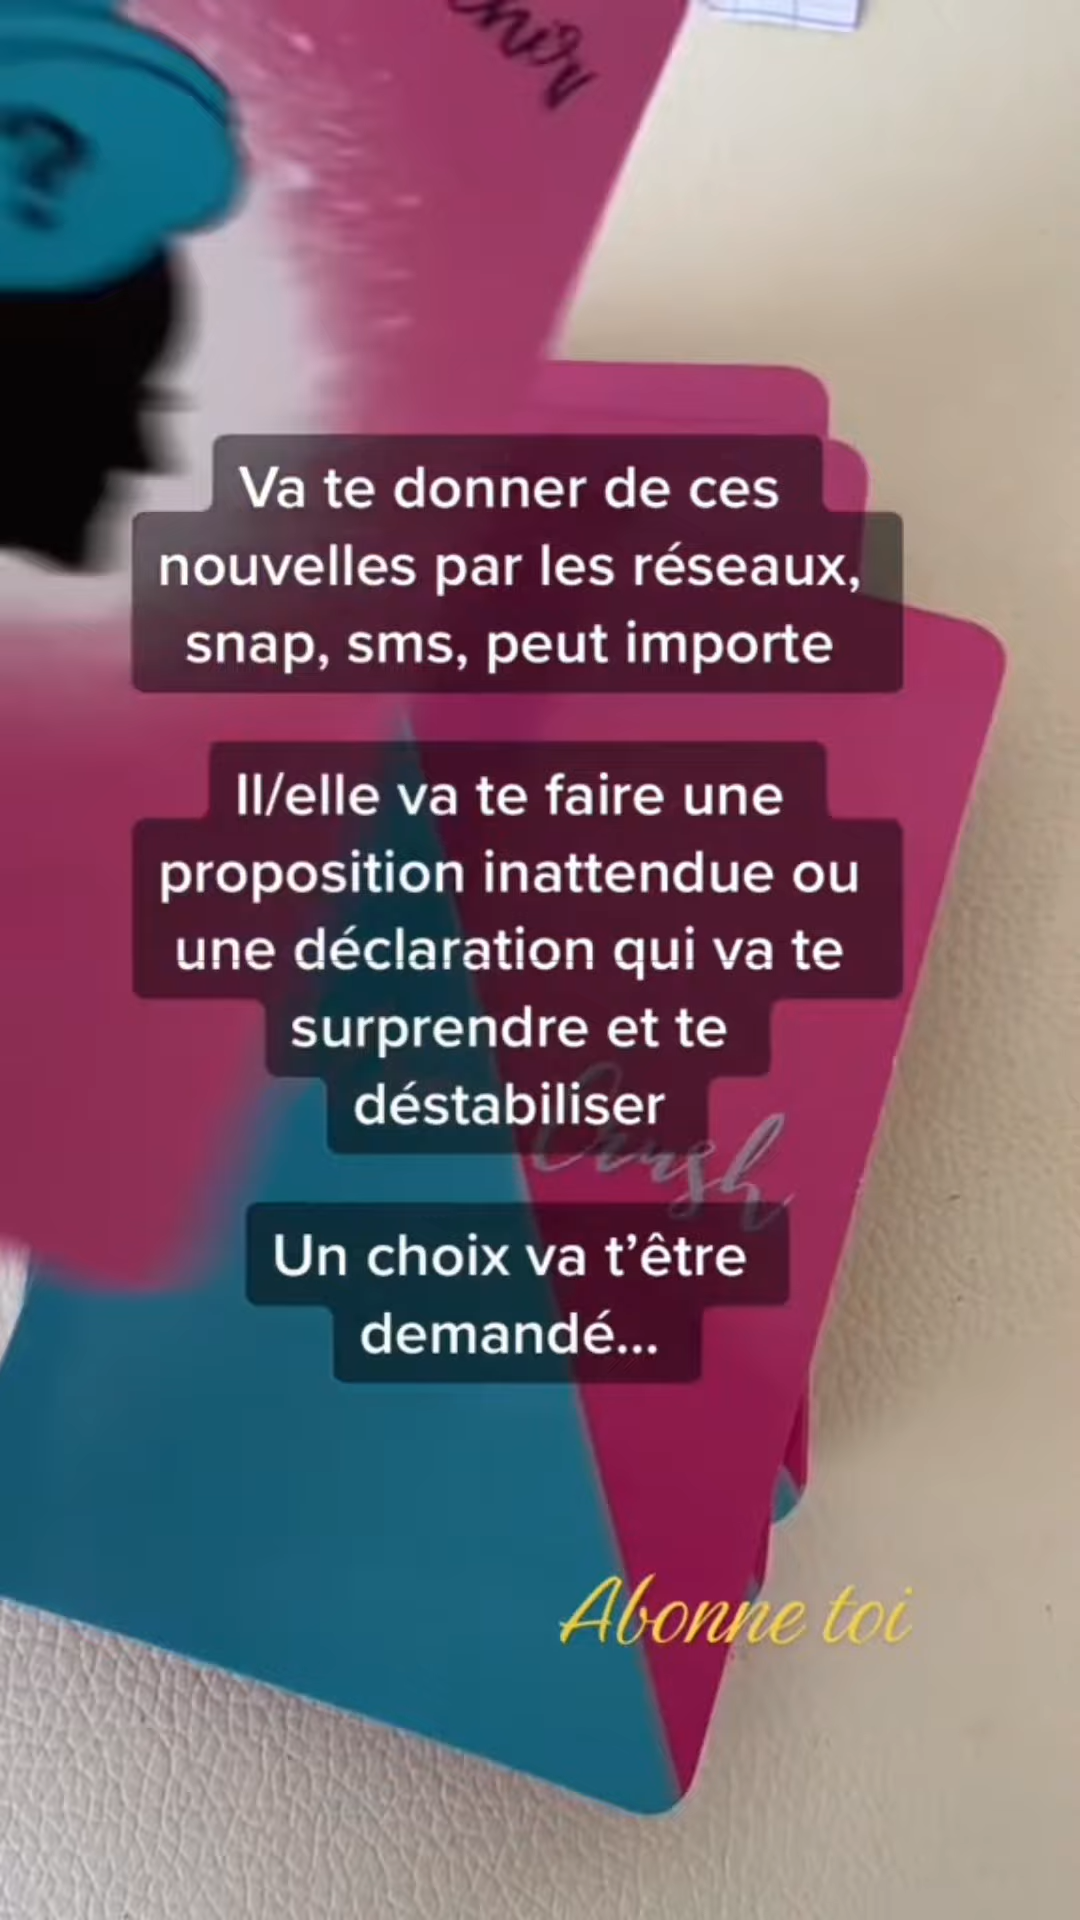 ?
Va te donner de ces
nouvelles par les réseaux,
snap, sms, peut importe
Il/elle va te faire une
proposition inattendue ou
une déclaration qui va te
surprendre et te
déstabiliser
Crush
Un choix va t’être
demandé...
Abonne toi